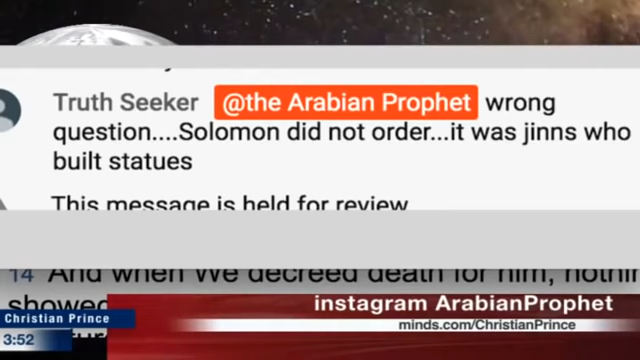 Truth Seeker @the Arabian Prophet wrong
question....Solomon did not order...it was jinns who
built statues
This message is held for review
14 And when We decreed death for him, nothin
showed
instagram ArabianProphet
Christian Prince
minds.com/ChristianPrince
3:52